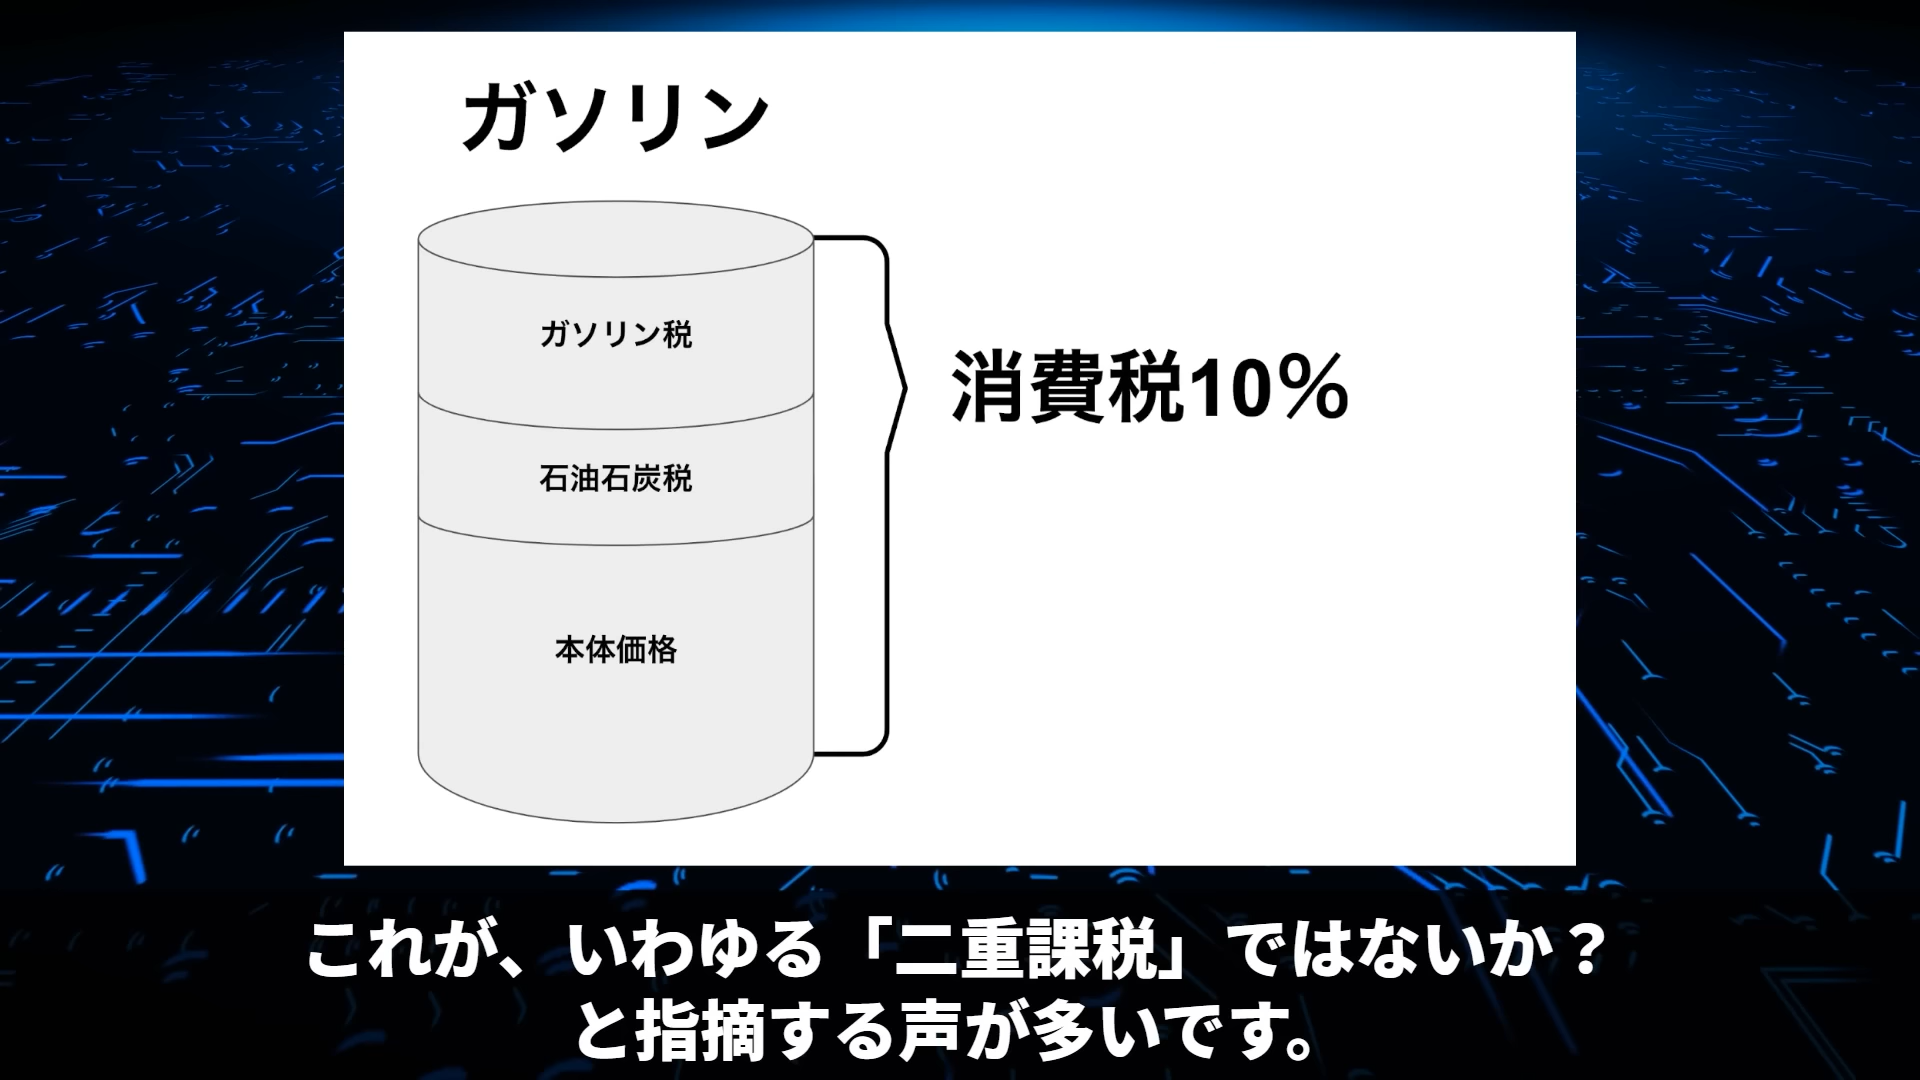 ガソリン
ガソリン税
石油石炭税
本体価格
消費税10%
これが、いわゆる「二重課税」ではないか？
と指摘する声が多いです。